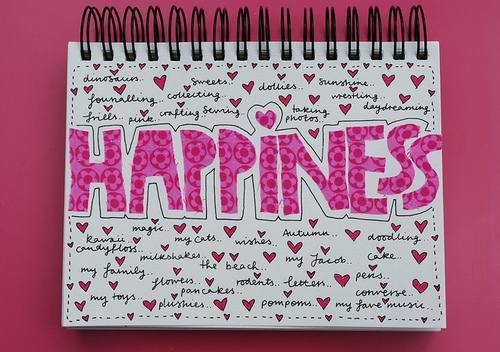 dinosaurs.. sweets.. dollies.. sunshine..
journalling... collecting.. wrestling..
frills.. pink.. crafting. sewing taking photos.. daydreaming..
HAPPINESS
magic.. my cats.. wishes.. Autumn.. doodling..
kawaii.. candyfloss.. milkshakes.. the beach.. my Jacob.. cake..
my family.. flowers.. pancakes.. rodents.. letters.. pens..
my toys.. plushies.. pompoms.. my fave music... converse..